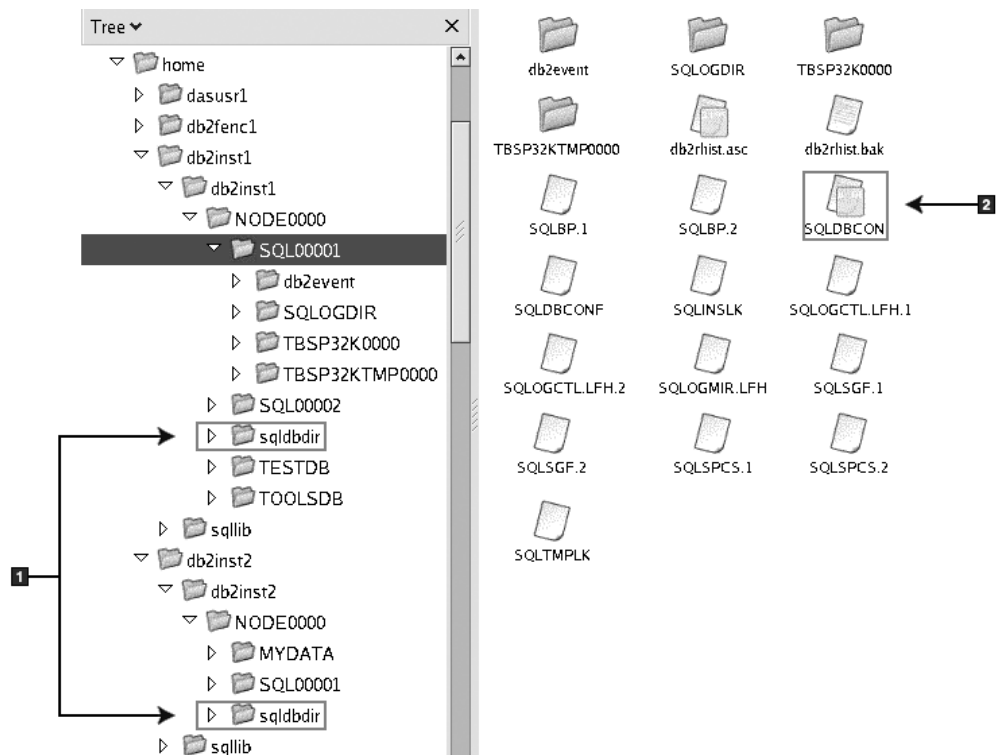 Tree
home
dasusr1
db2fenc1
db2inst1
db2inst1
NODE0000
SQL00001
db2event
SQLOGDIR
TBSP32K0000
TBSP32KTMP0000
SQL00002
sqldbdir
TESTDB
TOOLSDB
sqllib
db2inst2
db2inst2
NODE0000
MYDATA
SQL00001
sqldbdir
sqllib
1
db2event SQLOGDIR TBSP32K0000
TBSP32KTMP0000 db2rhist.asc db2rhist.bak
SQLBP.1 SQLBP.2 SQLDBCON
2
SQLDBCONF SQLINSLK SQLOGCTL.LFH.1
SQLOGCTL.LFH.2 SQLOGMIR.LFH SQLSGF.1
SQLSGF.2 SQLSPCS.1 SQLSPCS.2
SQLTMPLK